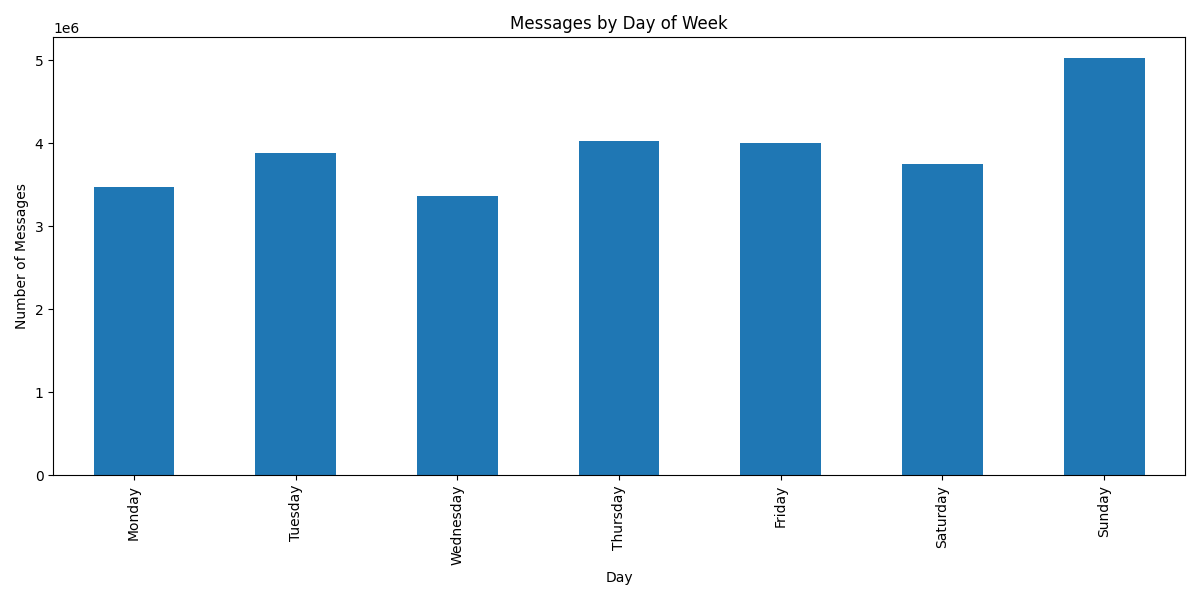 Messages by Day of Week
1e6
5
4
3
2
1
0
Number of Messages
Monday
Tuesday
Wednesday
Thursday
Friday
Saturday
Sunday
Day